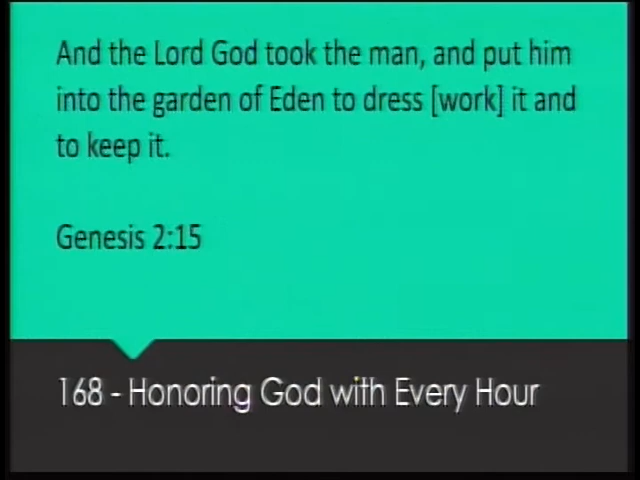 And the Lord God took the man, and put him
into the garden of Eden to dress [work] it and
to keep it.
Genesis 2:15
168 - Honoring God with Every Hour